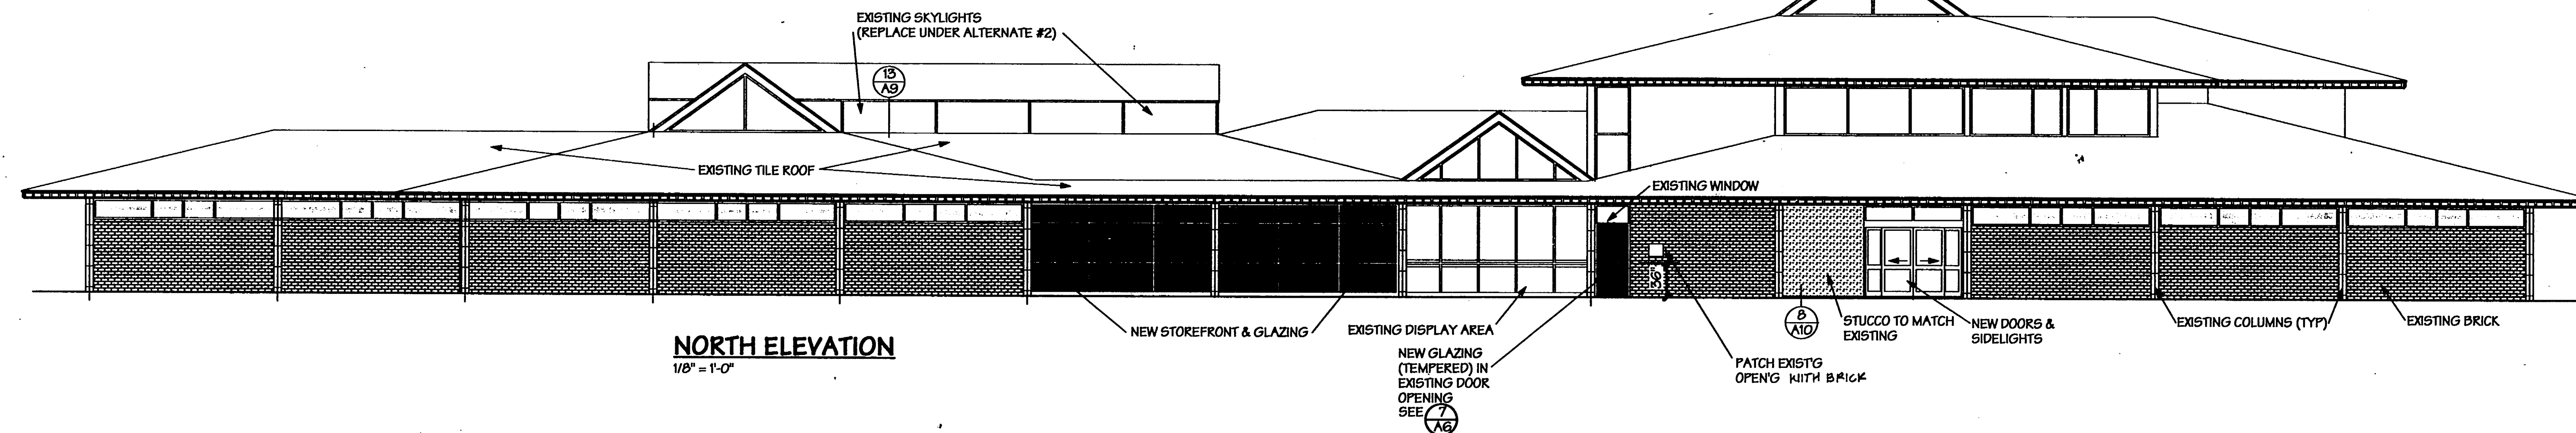 EXISTING SKYLIGHTS
(REPLACE UNDER ALTERNATE #2)
13
A9
EXISTING TILE ROOF
EXISTING WINDOW
36"
NEW STOREFRONT & GLAZING
EXISTING DISPLAY AREA
8
A10
STUCCO TO MATCH
EXISTING
NEW DOORS &
SIDELIGHTS
EXISTING COLUMNS (TYP)
EXISTING BRICK
NORTH ELEVATION
1/8" = 1'-0"
NEW GLAZING
(TEMPERED) IN
EXISTING DOOR
OPENING
SEE 7
A6
PATCH EXIST'G
OPEN'G WITH BRICK